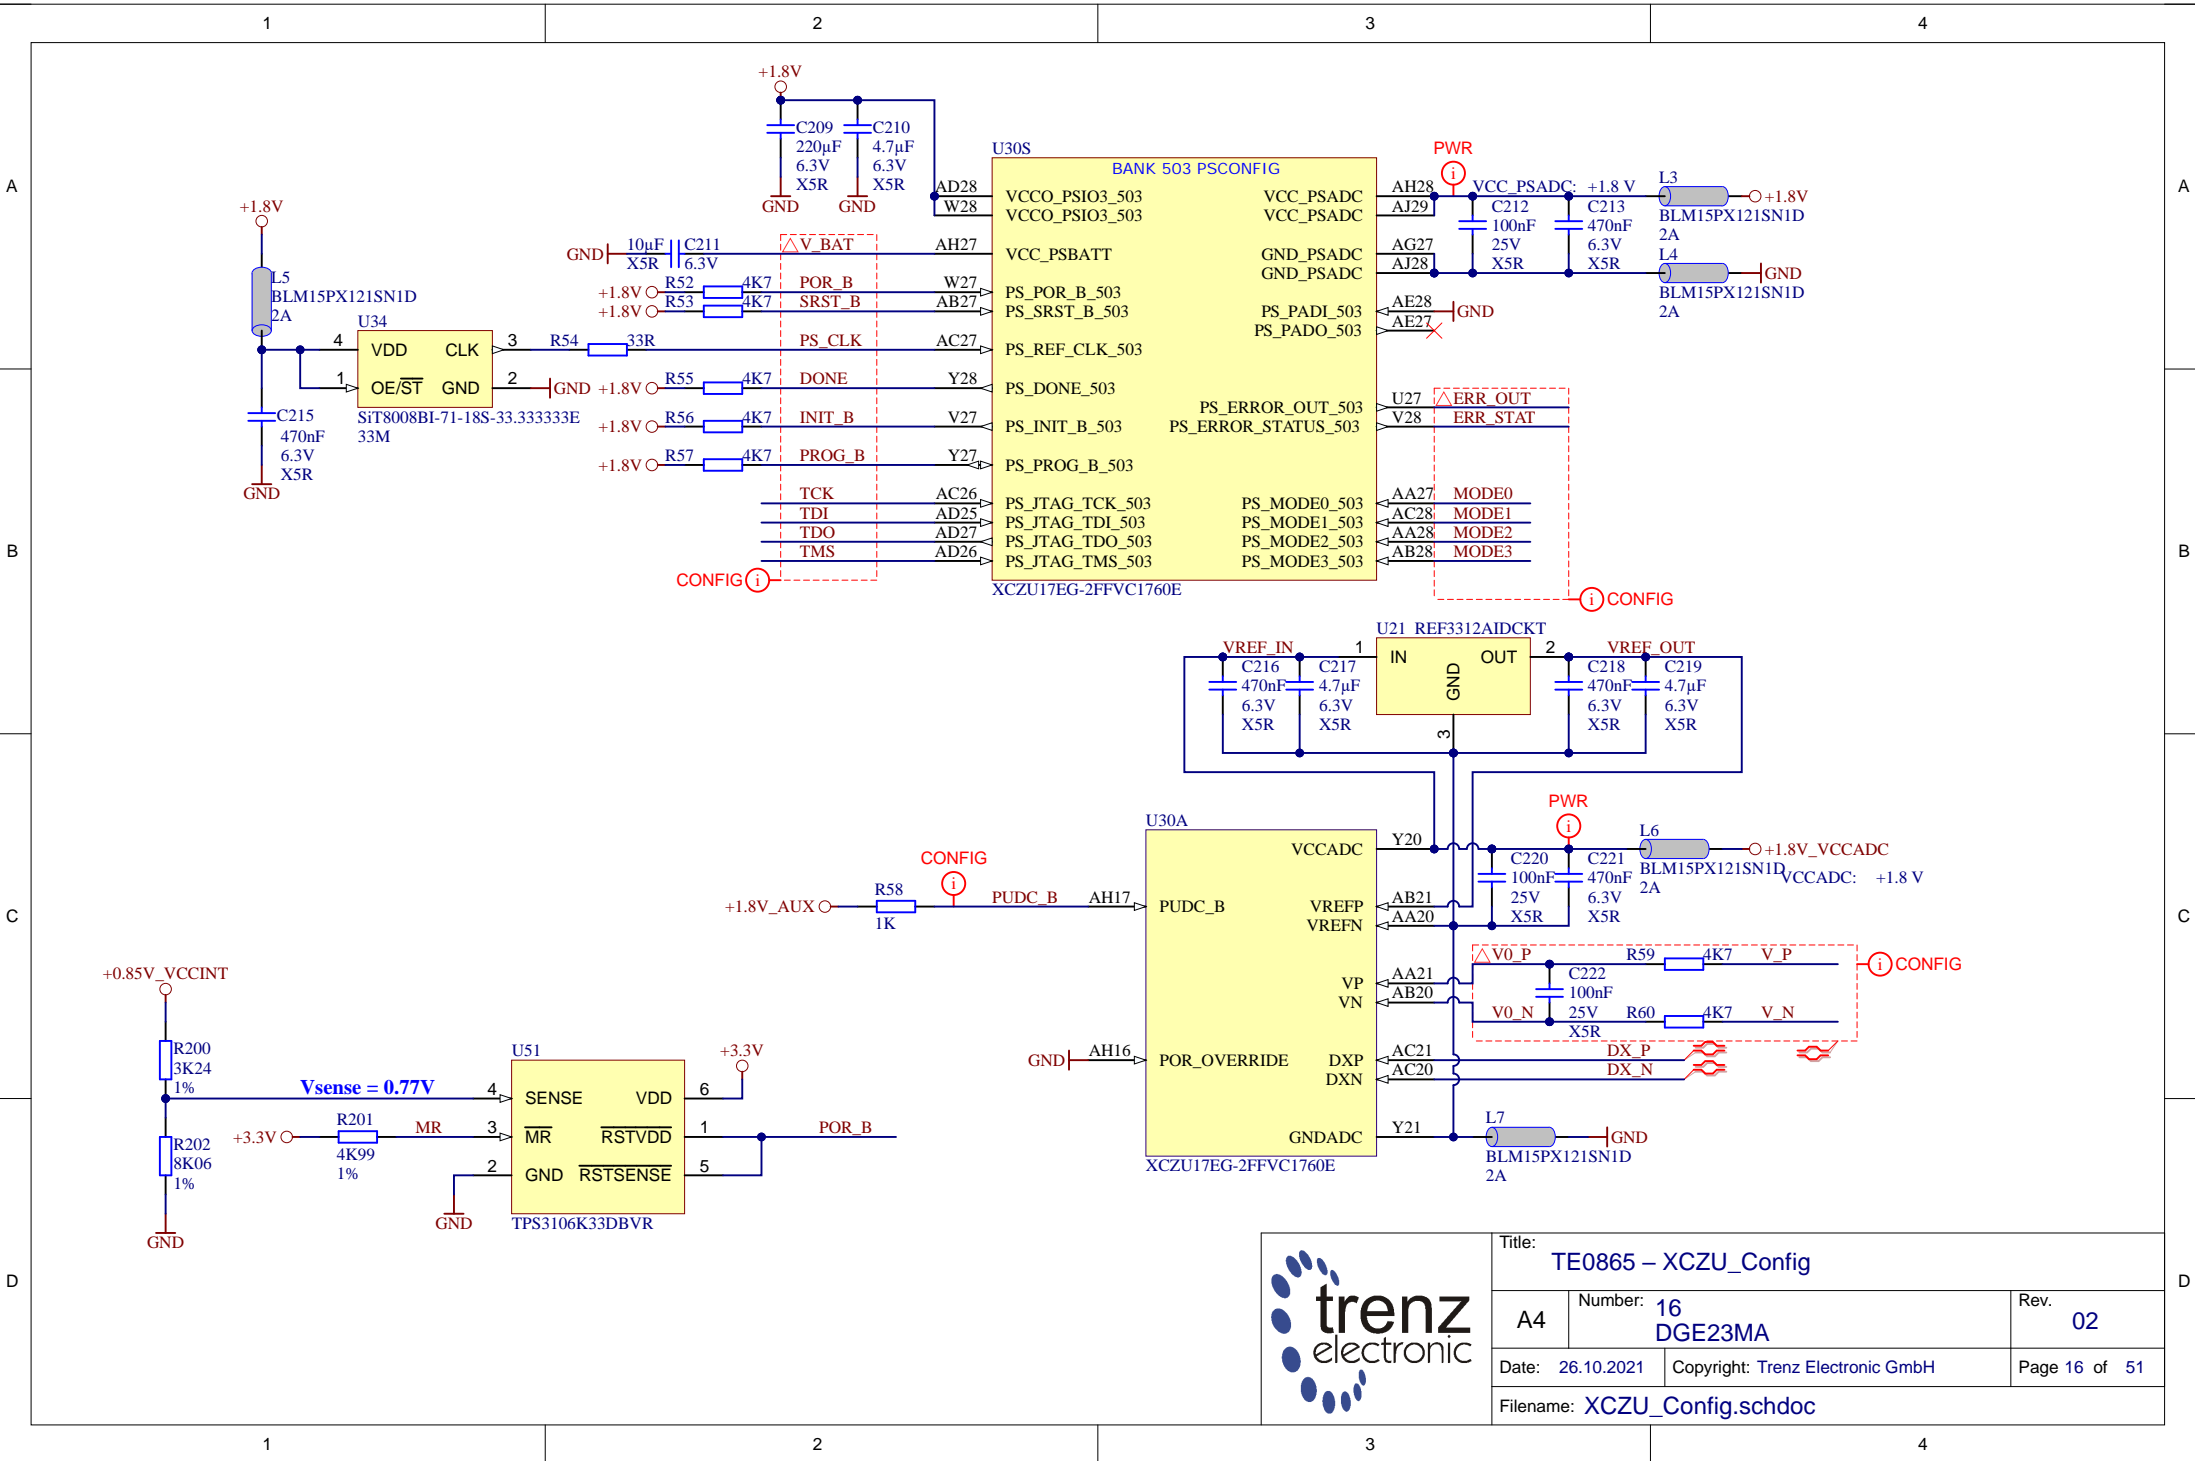 1
2
3
4
A
A
B
B
C
C
D
D
+1.8V
C209
220µF
6.3V
X5R
GND
C210
4.7µF
6.3V
X5R
GND
U30S
BANK 503 PSCONFIG
AD28 VCCO_PSIO3_503
W28 VCCO_PSIO3_503
GND 10µF X5R C211 6.3V V_BAT AH27 VCC_PSBATT
+1.8V R52 4K7 POR_B W27 PS_POR_B_503
+1.8V R53 4K7 SRST_B AB27 PS_SRST_B_503
R54 33R PS_CLK AC27 PS_REF_CLK_503
+1.8V R55 4K7 DONE Y28 PS_DONE_503
+1.8V R56 4K7 INIT_B V27 PS_INIT_B_503
+1.8V R57 4K7 PROG_B Y27 PS_PROG_B_503
TCK AC26 PS_JTAG_TCK_503
TDI AD25 PS_JTAG_TDI_503
TDO AD27 PS_JTAG_TDO_503
TMS AD26 PS_JTAG_TMS_503
CONFIG i
XCZU17EG-2FFVC1760E
VCC_PSADC AH28
VCC_PSADC AJ29
GND_PSADC AG27
GND_PSADC AJ28
PS_PADI_503 AE28 GND
PS_PADO_503 AE27
PS_ERROR_OUT_503 U27 ERR_OUT
PS_ERROR_STATUS_503 V28 ERR_STAT
PS_MODE0_503 AA27 MODE0
PS_MODE1_503 AC28 MODE1
PS_MODE2_503 AA28 MODE2
PS_MODE3_503 AB28 MODE3
i CONFIG
PWR
i
VCC_PSADC: +1.8 V
C212
100nF
25V
X5R
C213
470nF
6.3V
X5R
L3
+1.8V
BLM15PX121SN1D
2A
L4
GND
BLM15PX121SN1D
2A
+1.8V
L5
BLM15PX121SN1D
2A
U34
4 VDD CLK 3
1 OE/ST GND 2 GND
SiT8008BI-71-18S-33.333333E
33M
C215
470nF
6.3V
X5R
GND
U21 REF3312AIDCKT
VREF_IN 1 IN OUT 2 VREF_OUT
GND
3
C216
470nF
6.3V
X5R
C217
4.7µF
6.3V
X5R
C218
470nF
6.3V
X5R
C219
4.7µF
6.3V
X5R
U30A
CONFIG
i
+1.8V_AUX R58 1K PUDC_B AH17 PUDC_B
GND AH16 POR_OVERRIDE
VCCADC Y20
VREFP AB21
VREFN AA20
VP AA21
VN AB20
DXP AC21 DX_P
DXN AC20 DX_N
GNDADC Y21
XCZU17EG-2FFVC1760E
PWR
i
C220
100nF
25V
X5R
C221
470nF
6.3V
X5R
L6
+1.8V_VCCADC
BLM15PX121SN1D
2A
VCCADC: +1.8 V
V0_P R59 4K7 V_P
C222
100nF
25V
X5R
V0_N R60 4K7 V_N
i CONFIG
L7
GND
BLM15PX121SN1D
2A
+0.85V_VCCINT
R200
3K24
1%
R202
8K06
1%
GND
Vsense = 0.77V
+3.3V R201 MR
4K99
1%
GND
U51
+3.3V
4 SENSE VDD 6
3 MR RSTVDD 1 POR_B
2 GND RSTSENSE 5
TPS3106K33DBVR
trenz
electronic
Title:
TE0865 – XCZU_Config
A4
Number: 16
DGE23MA
Rev.
02
Date: 26.10.2021
Copyright: Trenz Electronic GmbH
Page 16 of 51
Filename: XCZU_Config.schdoc
1
2
3
4